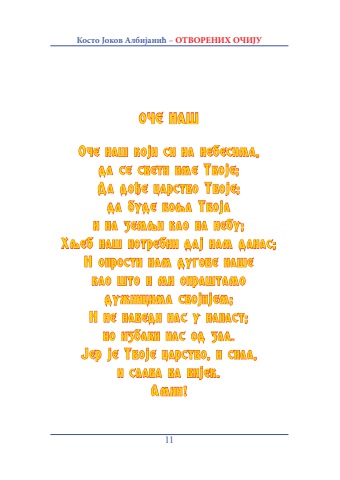 Косто Јоков Албијанић – ОТВОРЕНИХ ОЧИЈУ
ОЧЕ НАШ
Оче наш који си на небесима,
да се свети име Твоје;
Да дође царство Твоје;
да буде воља Твоја
и на земљи као на небу;
Хљеб наш потребни дај нам данас;
И опрости нам дугове наше
као што и ми опраштамо
дужницима својијем;
И не наведи нас у напаст;
но избави нас од зла.
Јер је Твоје царство, и сила,
и слава ва вијек.
Амин!
11